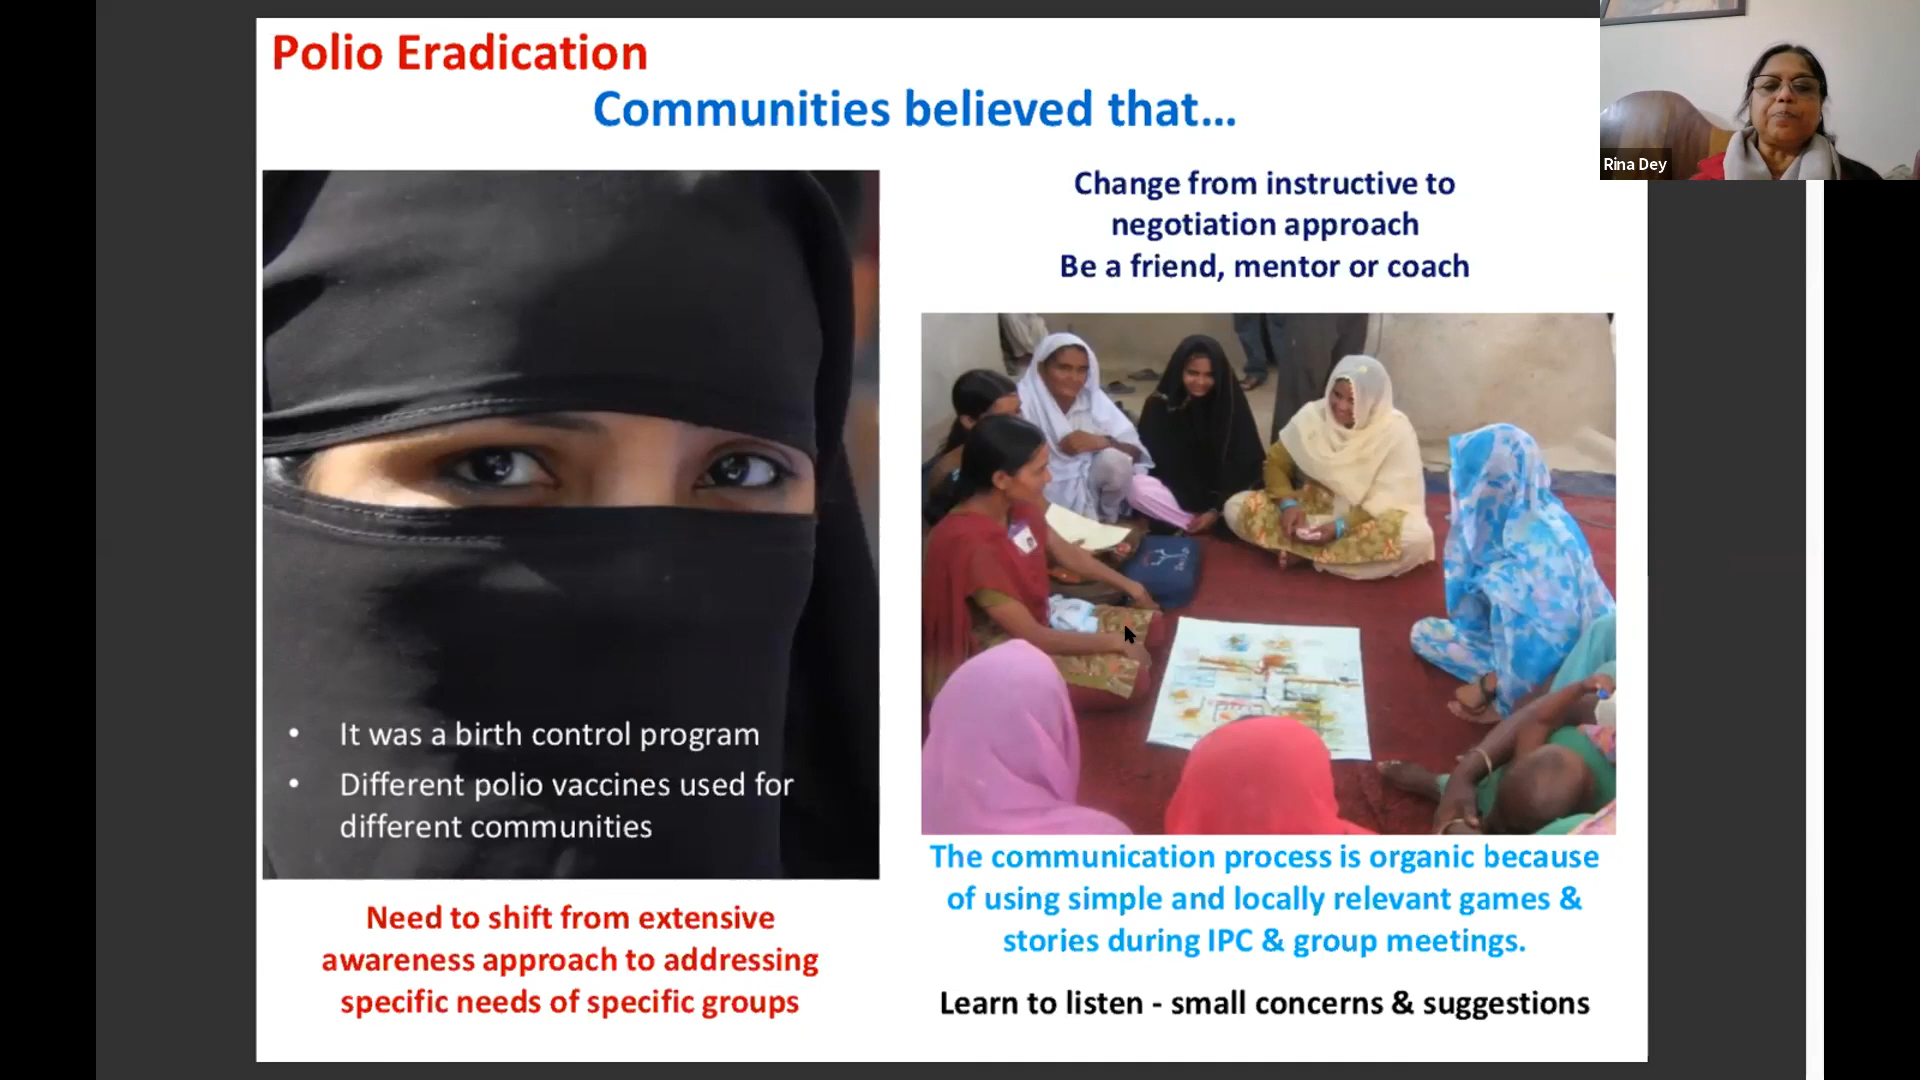 Polio Eradication
Communities believed that...
Rina Dey
Change from instructive to
negotiation approach
Be a friend, mentor or coach
• It was a birth control program
• Different polio vaccines used for
different communities
Need to shift from extensive
awareness approach to addressing
specific needs of specific groups
The communication process is organic because
of using simple and locally relevant games &
stories during IPC & group meetings.
Learn to listen - small concerns & suggestions